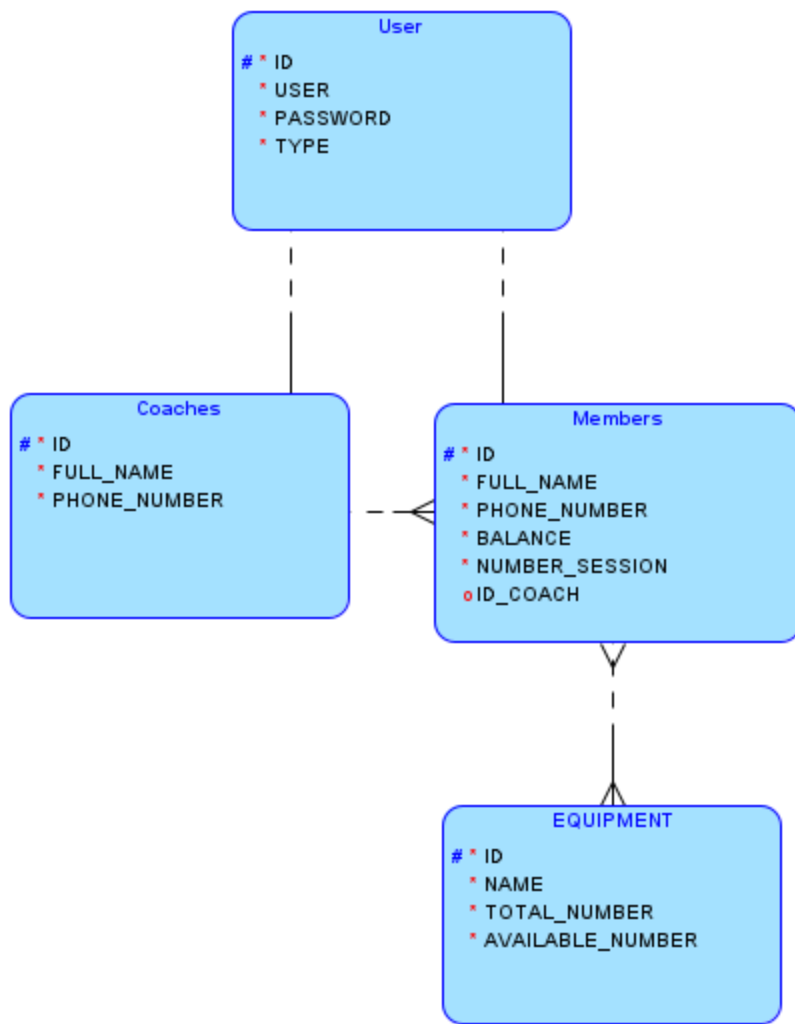 User
# * ID
* USER
* PASSWORD
* TYPE
Coaches
# * ID
* FULL_NAME
* PHONE_NUMBER
Members
# * ID
* FULL_NAME
* PHONE_NUMBER
* BALANCE
* NUMBER_SESSION
o ID_COACH
EQUIPMENT
# * ID
* NAME
* TOTAL_NUMBER
* AVAILABLE_NUMBER